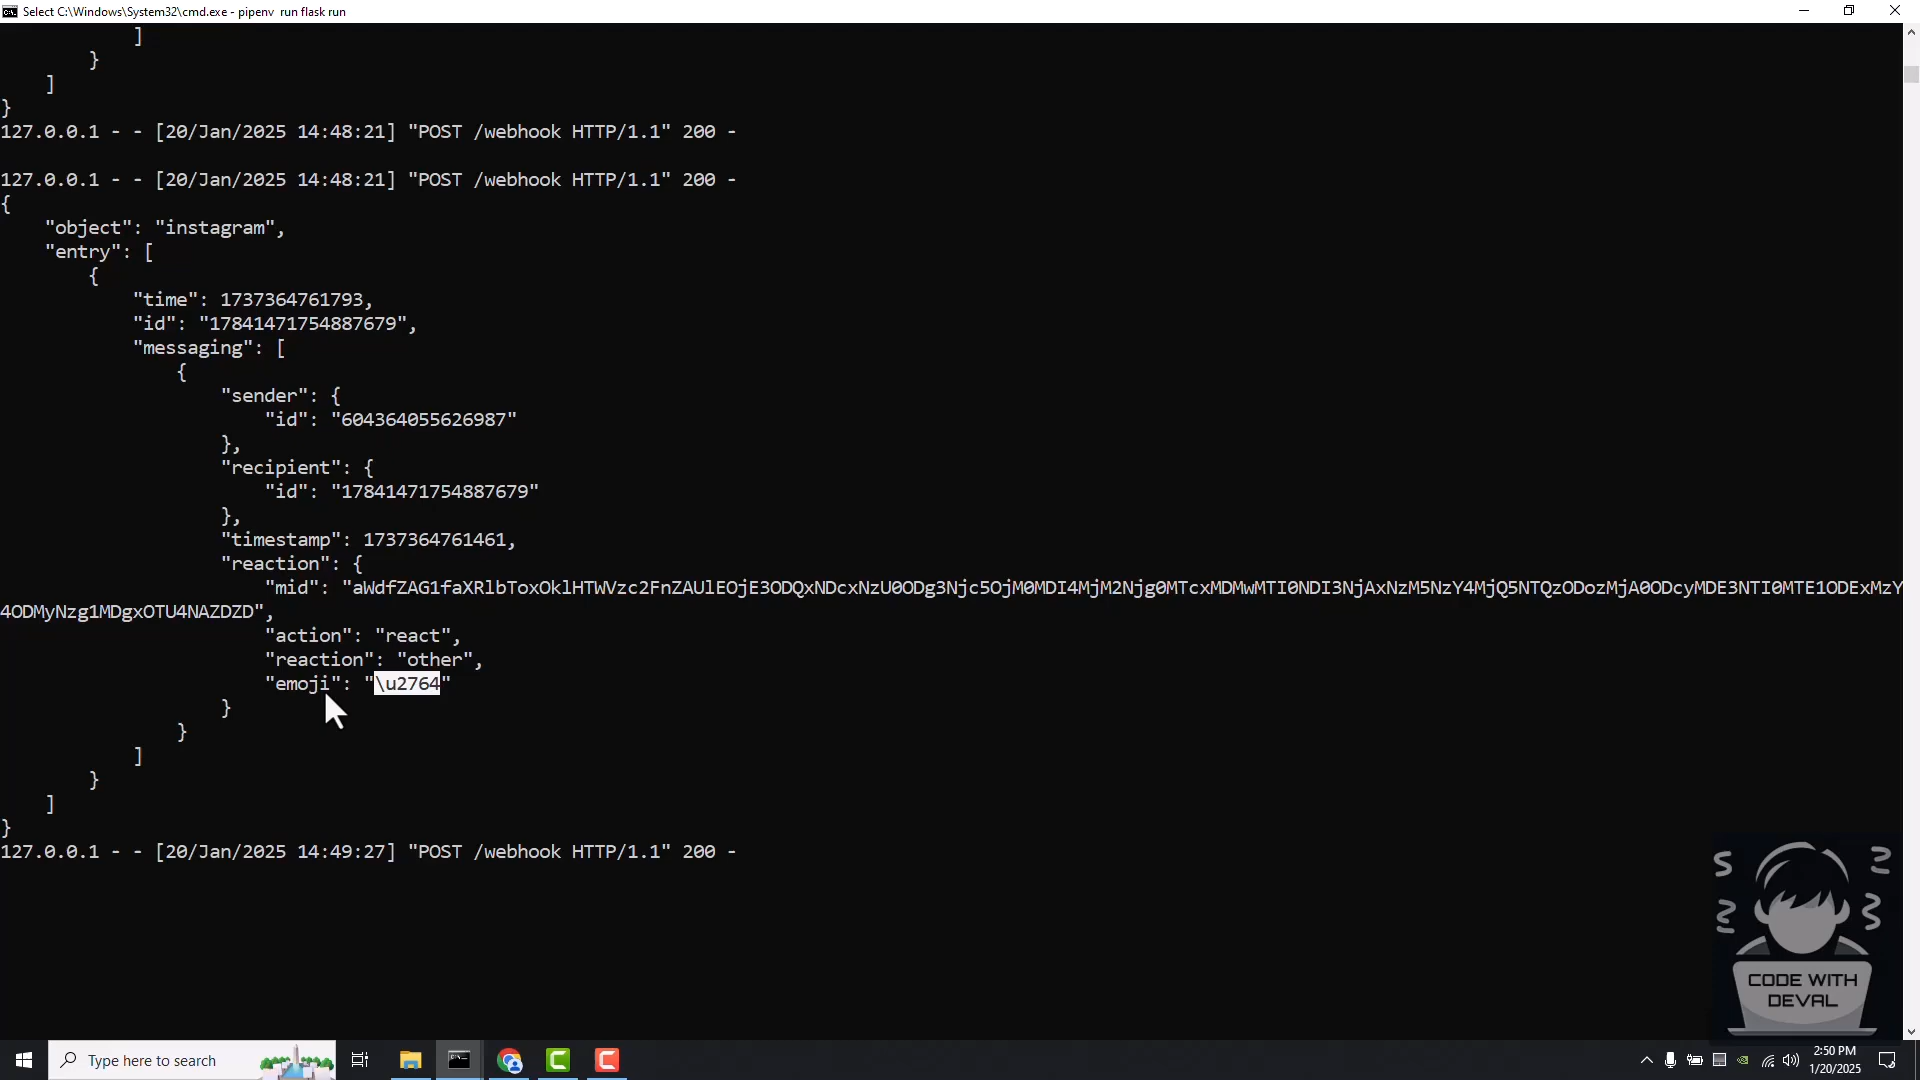 Select C:\Windows\System32\cmd.exe - pipenv  run flask run
]
}
]
}
127.0.0.1 - - [20/Jan/2025 14:48:21] "POST /webhook HTTP/1.1" 200 -
127.0.0.1 - - [20/Jan/2025 14:48:21] "POST /webhook HTTP/1.1" 200 -
{
"object": "instagram",
"entry": [
{
"time": 1737364761793,
"id": "17841471754887679",
"messaging": [
{
"sender": {
"id": "604364055626987"
},
"recipient": {
"id": "17841471754887679"
},
"timestamp": 1737364761461,
"reaction": {
"mid": "aWdfZAG1faXRlbToxOklHTWVzc2FnZAUlEOjE3ODQxNDcxNzU0ODg3Njc5OjM0MDI4MjM2Njg0MTcxMDMwMTI0NDI3NjAxNzM5NzY4MjQ5NTQzODozMjA0ODcyMDE3NTI0MTE1ODExMzY
4ODMyNzg1MDgxOTU4NAZDZD",
"action": "react",
"reaction": "other",
"emoji": "\u2764"
}
}
]
}
]
}
127.0.0.1 - - [20/Jan/2025 14:49:27] "POST /webhook HTTP/1.1" 200 -
CODE WITH
DEVAL
Type here to search
2:50 PM
1/20/2025